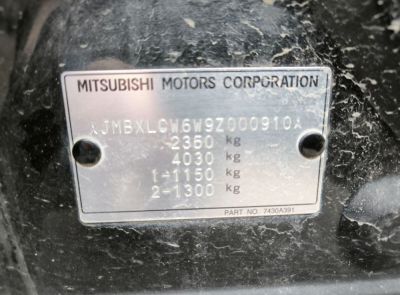 MITSUBISHI MOTORS CORPORATION
JMBXLCW6W9Z000910
2350 kg
4030 kg
1-1150 kg
2-1300 kg
PART NO. 7430A391